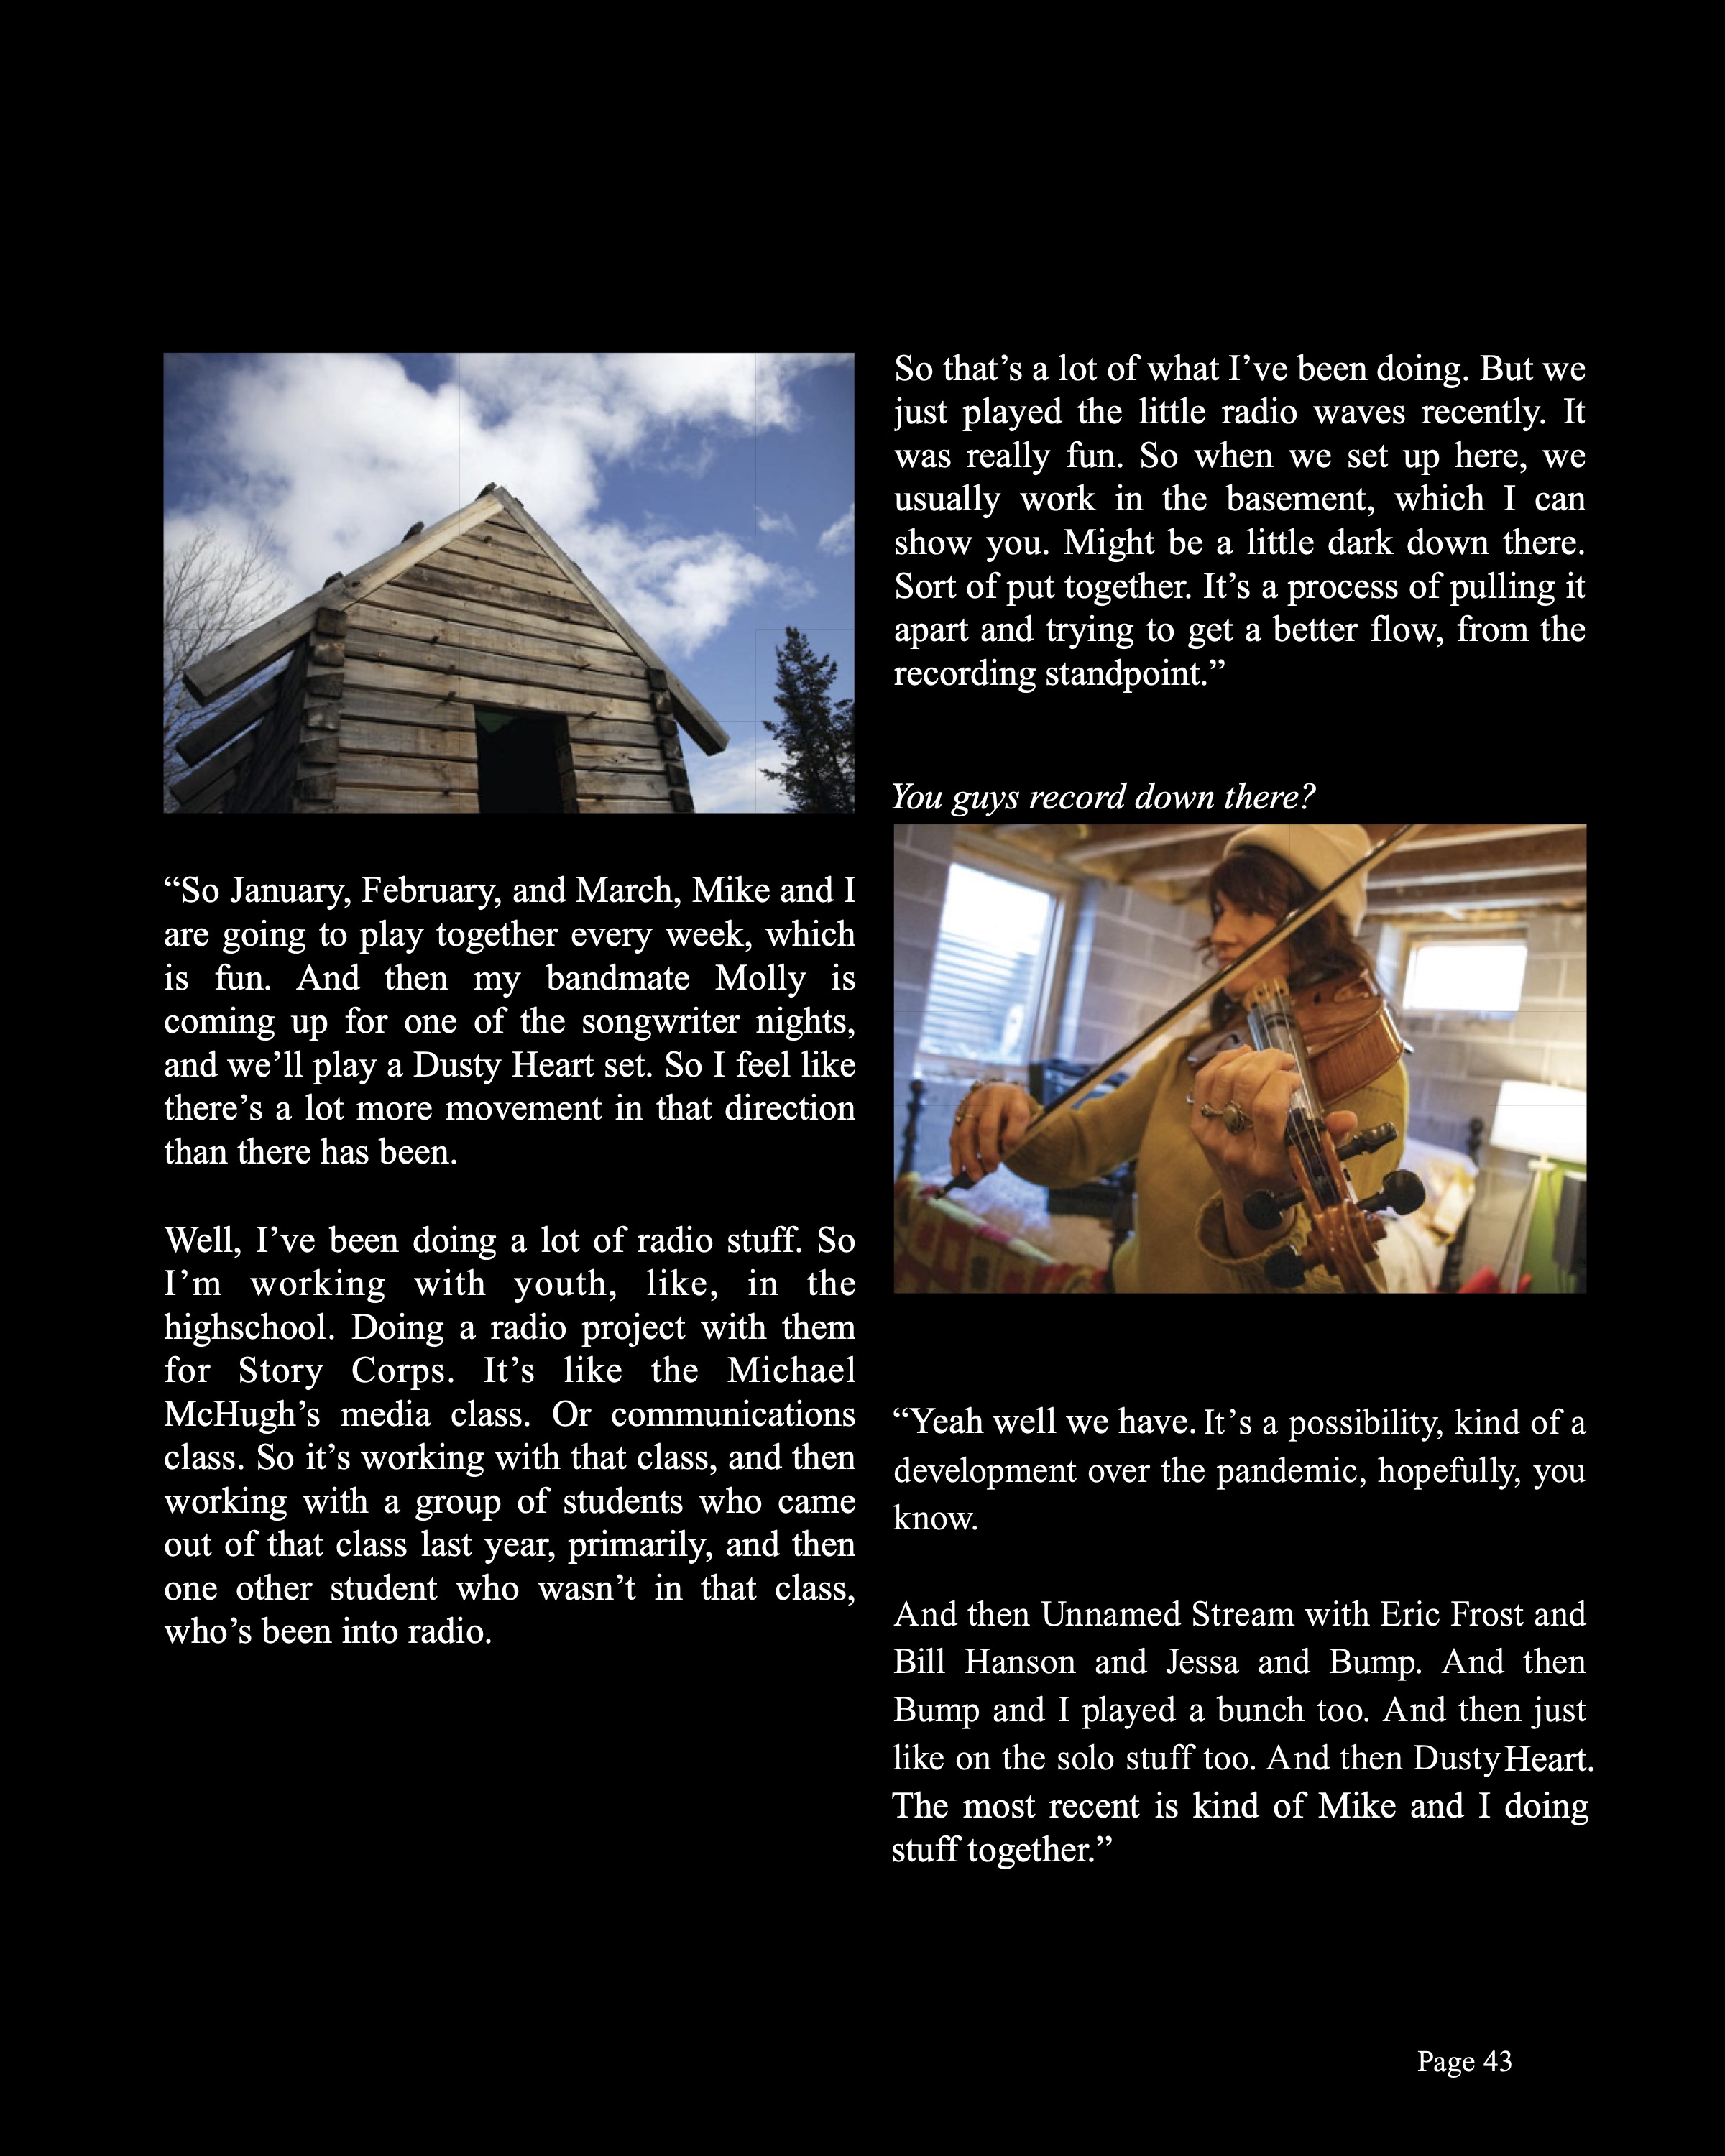 “So January, February, and March, Mike and I
are going to play together every week, which
is fun. And then my bandmate Molly is
coming up for one of the songwriter nights,
and we’ll play a Dusty Heart set. So I feel like
there’s a lot more movement in that direction
than there has been.
Well, I’ve been doing a lot of radio stuff. So
I’m working with youth, like, in the
highschool. Doing a radio project with them
for Story Corps. It’s like the Michael
McHugh’s media class. Or communications
class. So it’s working with that class, and then
working with a group of students who came
out of that class last year, primarily, and then
one other student who wasn’t in that class,
who’s been into radio.
So that’s a lot of what I’ve been doing. But we
just played the little radio waves recently. It
was really fun. So when we set up here, we
usually work in the basement, which I can
show you. Might be a little dark down there.
Sort of put together. It’s a process of pulling it
apart and trying to get a better flow, from the
recording standpoint.”
You guys record down there?
“Yeah well we have. It’s a possibility, kind of a
development over the pandemic, hopefully, you
know.
And then Unnamed Stream with Eric Frost and
Bill Hanson and Jessa and Bump. And then
Bump and I played a bunch too. And then just
like on the solo stuff too. And then Dusty Heart.
The most recent is kind of Mike and I doing
stuff together.”
Page 43